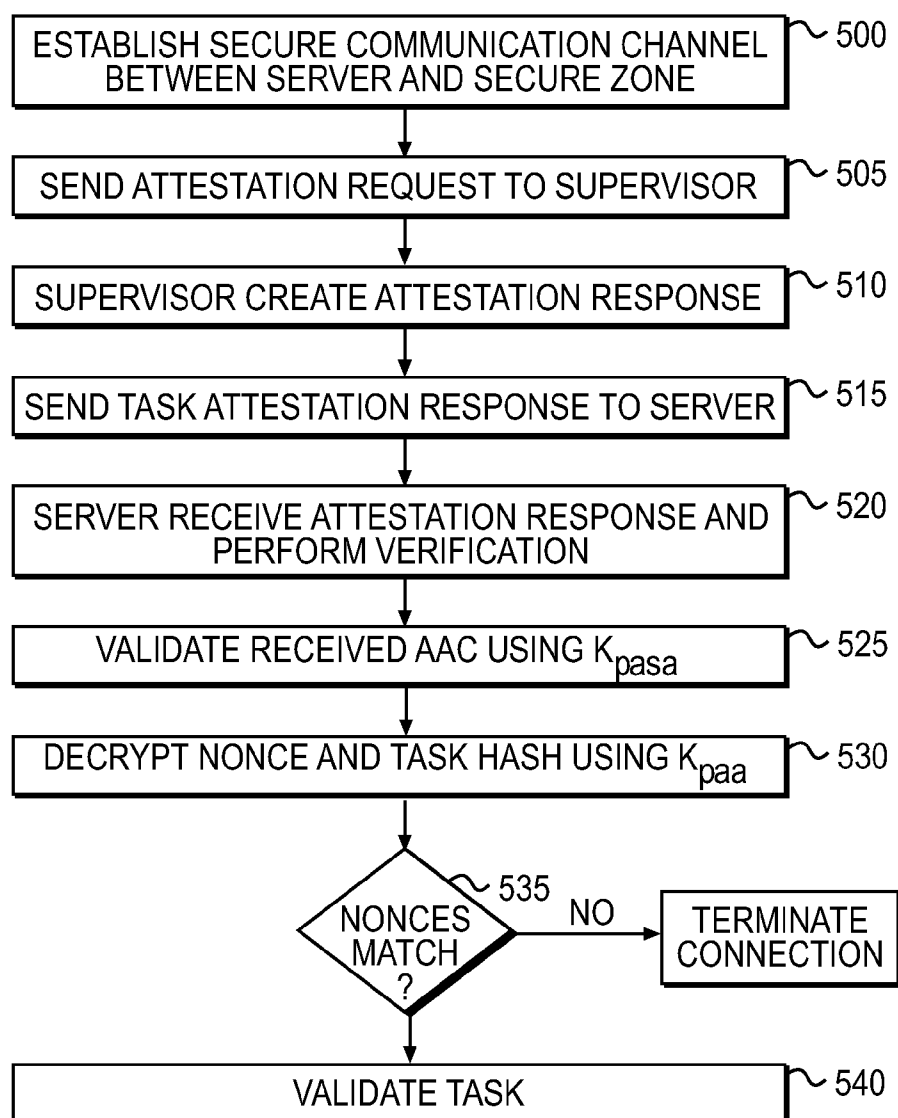 ESTABLISH SECURE COMMUNICATION CHANNEL
BETWEEN SERVER AND SECURE ZONE
500
SEND ATTESTATION REQUEST TO SUPERVISOR
505
SUPERVISOR CREATE ATTESTATION RESPONSE
510
SEND TASK ATTESTATION RESPONSE TO SERVER
515
SERVER RECEIVE ATTESTATION RESPONSE AND
PERFORM VERIFICATION
520
VALIDATE RECEIVED AAC USING Kpasa
525
DECRYPT NONCE AND TASK HASH USING Kpaa
530
535
NONCES
MATCH
?
NO
TERMINATE
CONNECTION
VALIDATE TASK
540